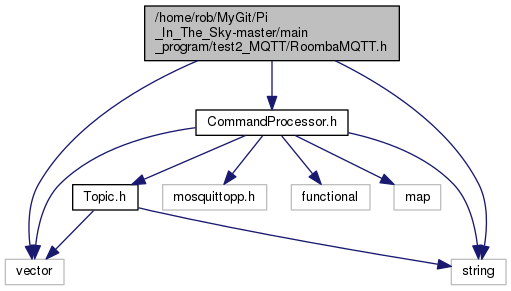 /home/rob/MyGit/Pi
_In_The_Sky-master/main
_program/test2_MQTT/RoombaMQTT.h
CommandProcessor.h
Topic.h
mosquittopp.h
functional
map
vector
string